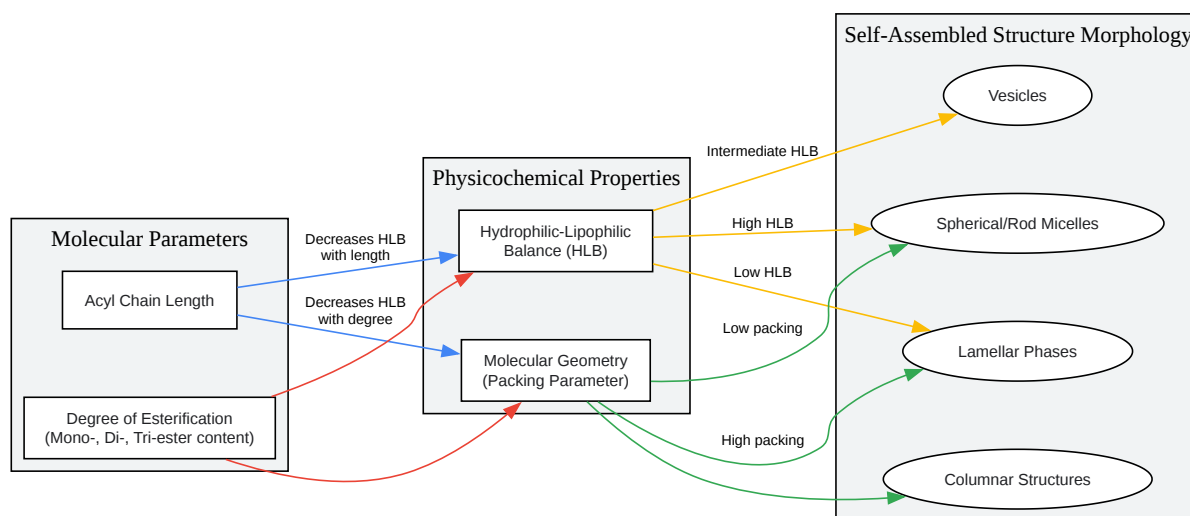 Self-Assembled Structure Morphology
Vesicles
Intermediate HLB
Physicochemical Properties
Hydrophilic-Lipophilic
Balance (HLB)
High HLB
Spherical/Rod Micelles
Molecular Parameters
Decreases HLB
with length
Low HLB
Acyl Chain Length
Decreases HLB
with degree
Low packing
Lamellar Phases
Molecular Geometry
(Packing Parameter)
Degree of Esterification
(Mono-, Di-, Tri-ester content)
High packing
Columnar Structures